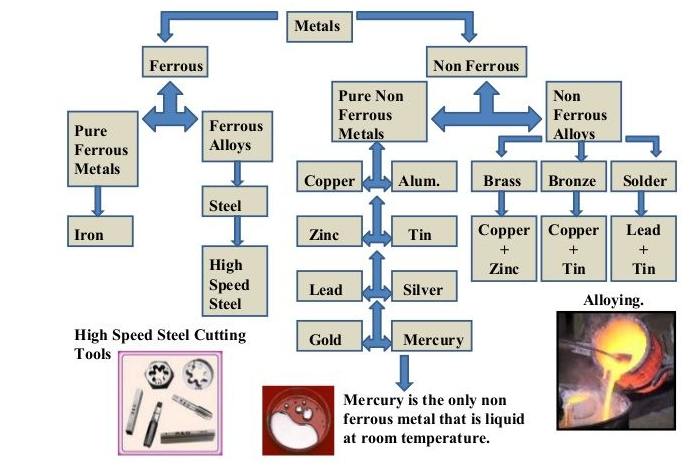 Metals
Ferrous
Non Ferrous
Pure
Ferrous
Metals
Ferrous
Alloys
Pure Non
Ferrous
Metals
Non
Ferrous
Alloys
Iron
Steel
High
Speed
Steel
Copper
Alum.
Zinc
Tin
Lead
Silver
Gold
Mercury
Brass
Bronze
Solder
Copper
+
Zinc
Copper
+
Tin
Lead
+
Tin
Alloying.
High Speed Steel Cutting
Tools
Mercury is the only non
ferrous metal that is liquid
at room temperature.